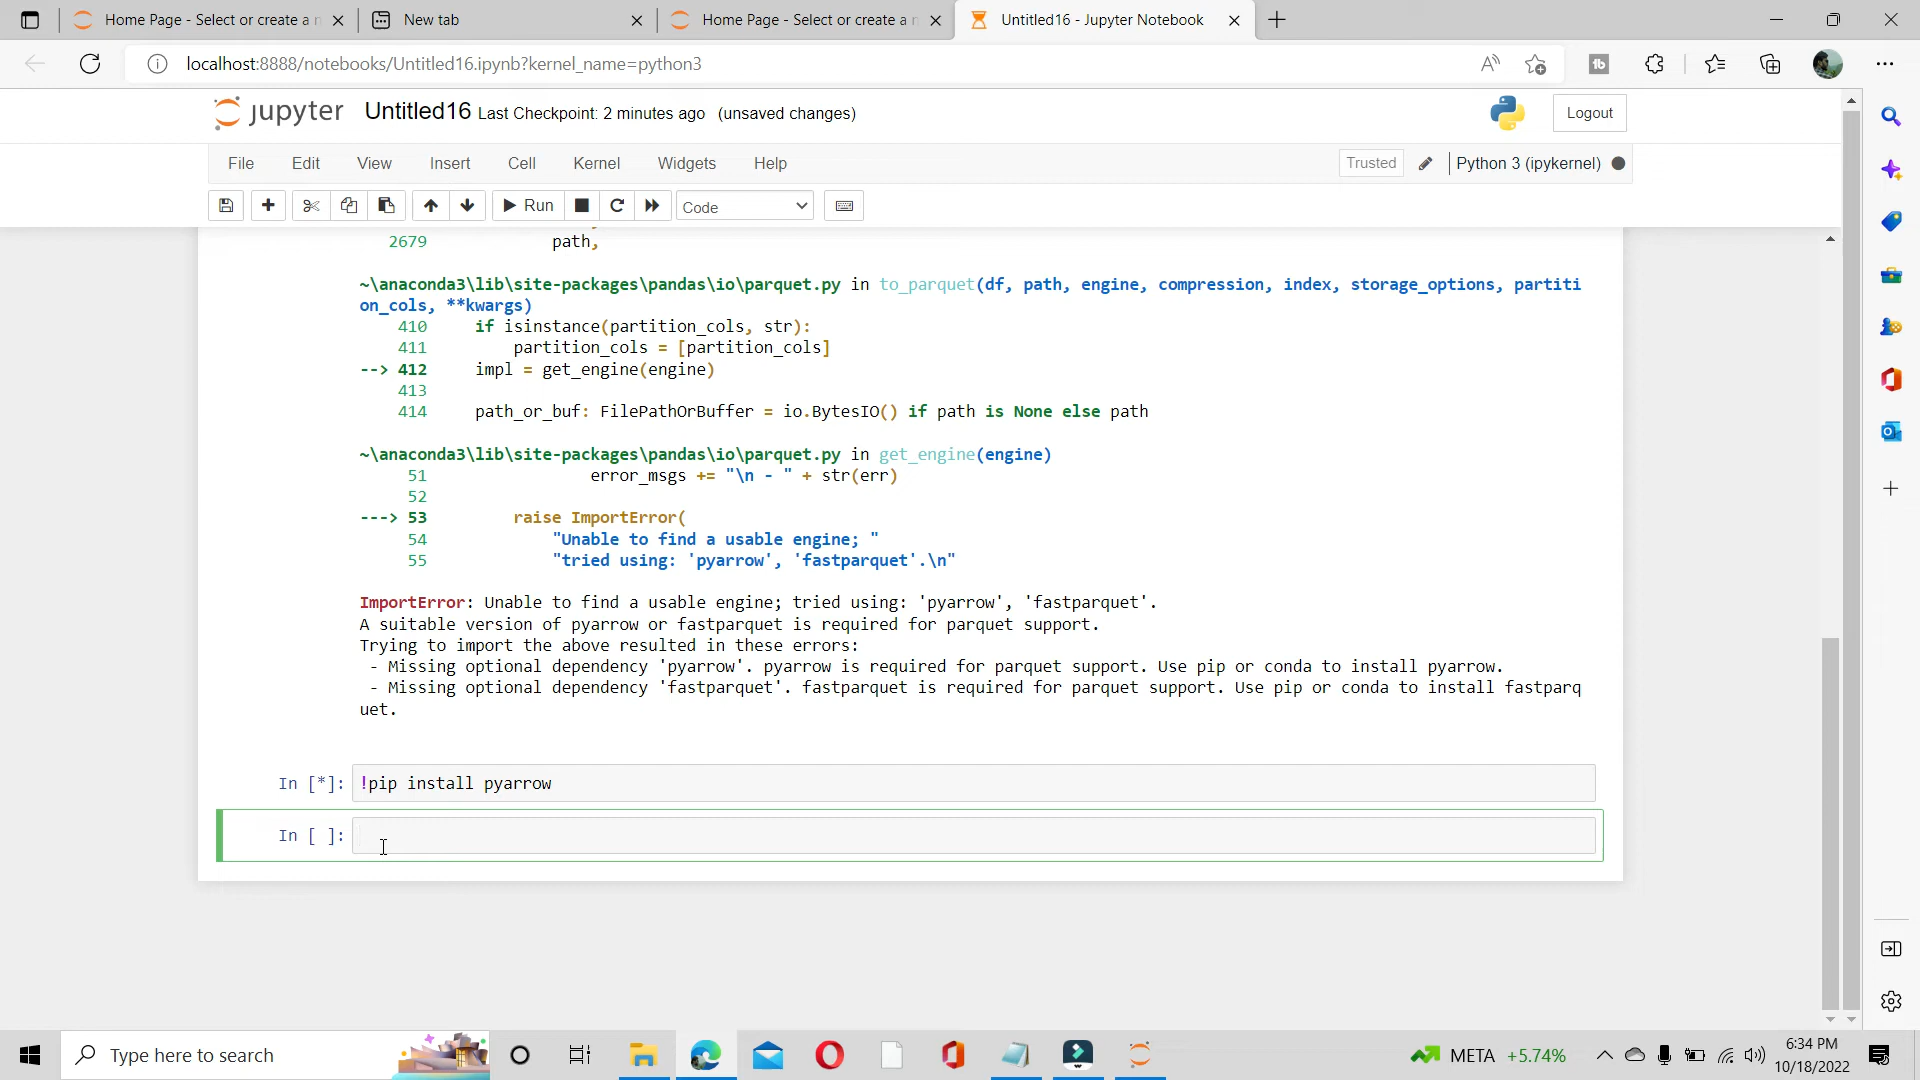 Home Page - Select or create a n
New tab
Home Page - Select or create a n
Untitled16 - Jupyter Notebook
localhost:8888/notebooks/Untitled16.ipynb?kernel_name=python3
jupyter Untitled16 Last Checkpoint: 2 minutes ago (unsaved changes)
Logout
File Edit View Insert Cell Kernel Widgets Help
Trusted Python 3 (ipykernel)
Run Code
2679 path,
~\anaconda3\lib\site-packages\pandas\io\parquet.py in to_parquet(df, path, engine, compression, index, storage_options, partiti
on_cols, **kwargs)
410 if isinstance(partition_cols, str):
411 partition_cols = [partition_cols]
--> 412 impl = get_engine(engine)
413
414 path_or_buf: FilePathOrBuffer = io.BytesIO() if path is None else path
~\anaconda3\lib\site-packages\pandas\io\parquet.py in get_engine(engine)
51 error_msgs += "\n - " + str(err)
52
---> 53 raise ImportError(
54 "Unable to find a usable engine; "
55 "tried using: 'pyarrow', 'fastparquet'.\n"
ImportError: Unable to find a usable engine; tried using: 'pyarrow', 'fastparquet'.
A suitable version of pyarrow or fastparquet is required for parquet support.
Trying to import the above resulted in these errors:
- Missing optional dependency 'pyarrow'. pyarrow is required for parquet support. Use pip or conda to install pyarrow.
- Missing optional dependency 'fastparquet'. fastparquet is required for parquet support. Use pip or conda to install fastparq
uet.
In [*]: !pip install pyarrow
In [ ]:
Type here to search
META +5.74%
6:34 PM
10/18/2022